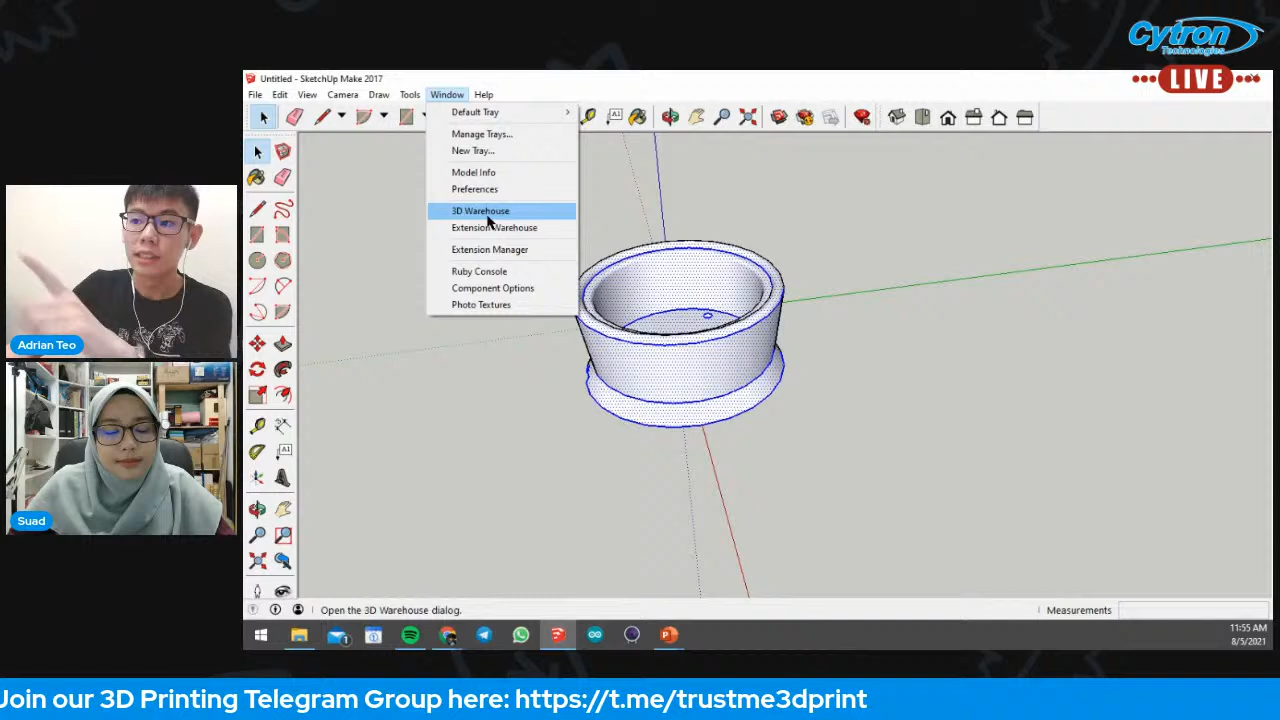 Cytron
Technologies
LIVE
Untitled - SketchUp Make 2017
File Edit View Camera Draw Tools Window Help
Default Tray
Manage Trays...
New Tray...
Model Info
Preferences
3D Warehouse
Extension Warehouse
Extension Manager
Ruby Console
Component Options
Photo Textures
A1
A1
Adrian Teo
Suad
Open the 3D Warehouse dialog.
Measurements
1
11:55 AM
8/5/2021
Join our 3D Printing Telegram Group here: https://t.me/trustme3dprint